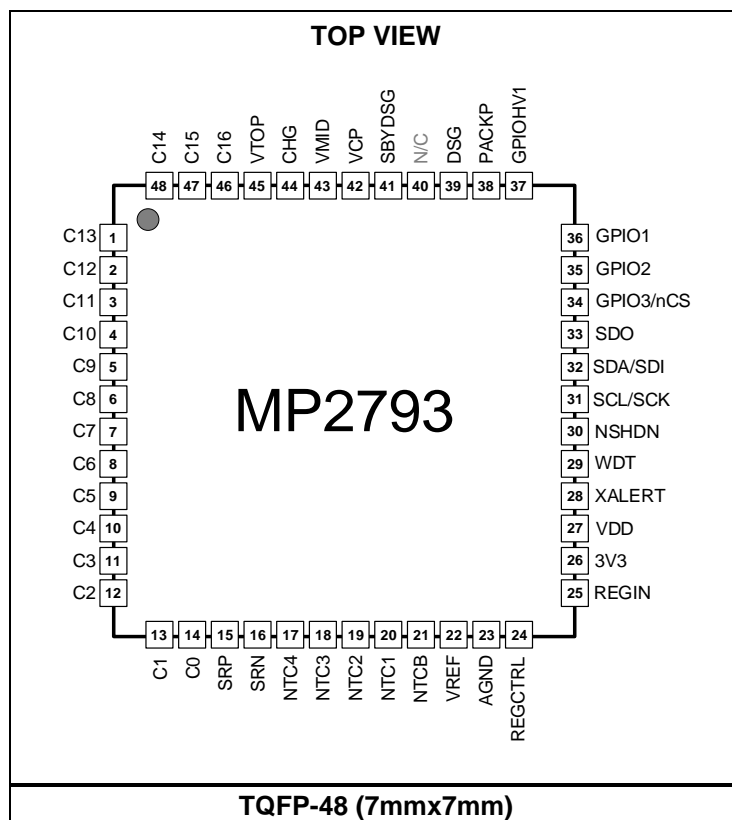 TOP VIEW
C14 C15 C16 VTOP CHG VMID VCP SBYDSG N/C DSG PACKP GPIOHV1
48 47 46 45 44 43 42 41 40 39 38 37
C13 1 36 GPIO1
C12 2 35 GPIO2
C11 3 34 GPIO3/nCS
C10 4 33 SDO
C9 5 32 SDA/SDI
C8 6 31 SCL/SCK
MP2793
C7 7 30 NSHDN
C6 8 29 WDT
C5 9 28 XALERT
C4 10 27 VDD
C3 11 26 3V3
C2 12 25 REGIN
13 14 15 16 17 18 19 20 21 22 23 24
C1 C0 SRP SRN NTC4 NTC3 NTC2 NTC1 NTCB VREF AGND REGCTRL
TQFP-48 (7mmx7mm)